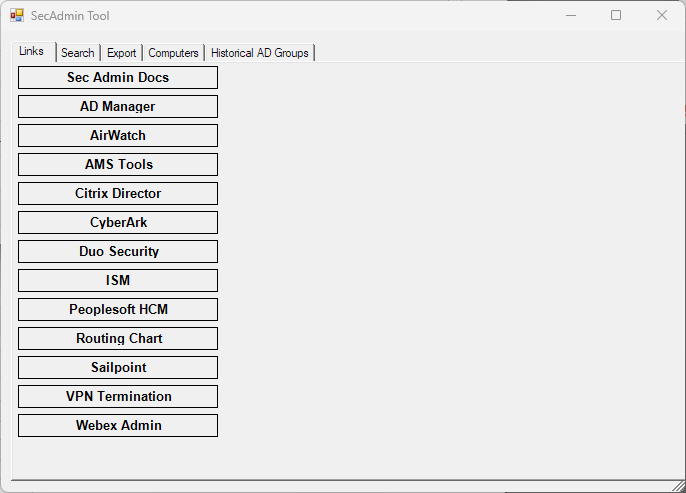 SecAdmin Tool
Links Search Export Computers Historical AD Groups
Sec Admin Docs
AD Manager
AirWatch
AMS Tools
Citrix Director
CyberArk
Duo Security
ISM
Peoplesoft HCM
Routing Chart
Sailpoint
VPN Termination
Webex Admin